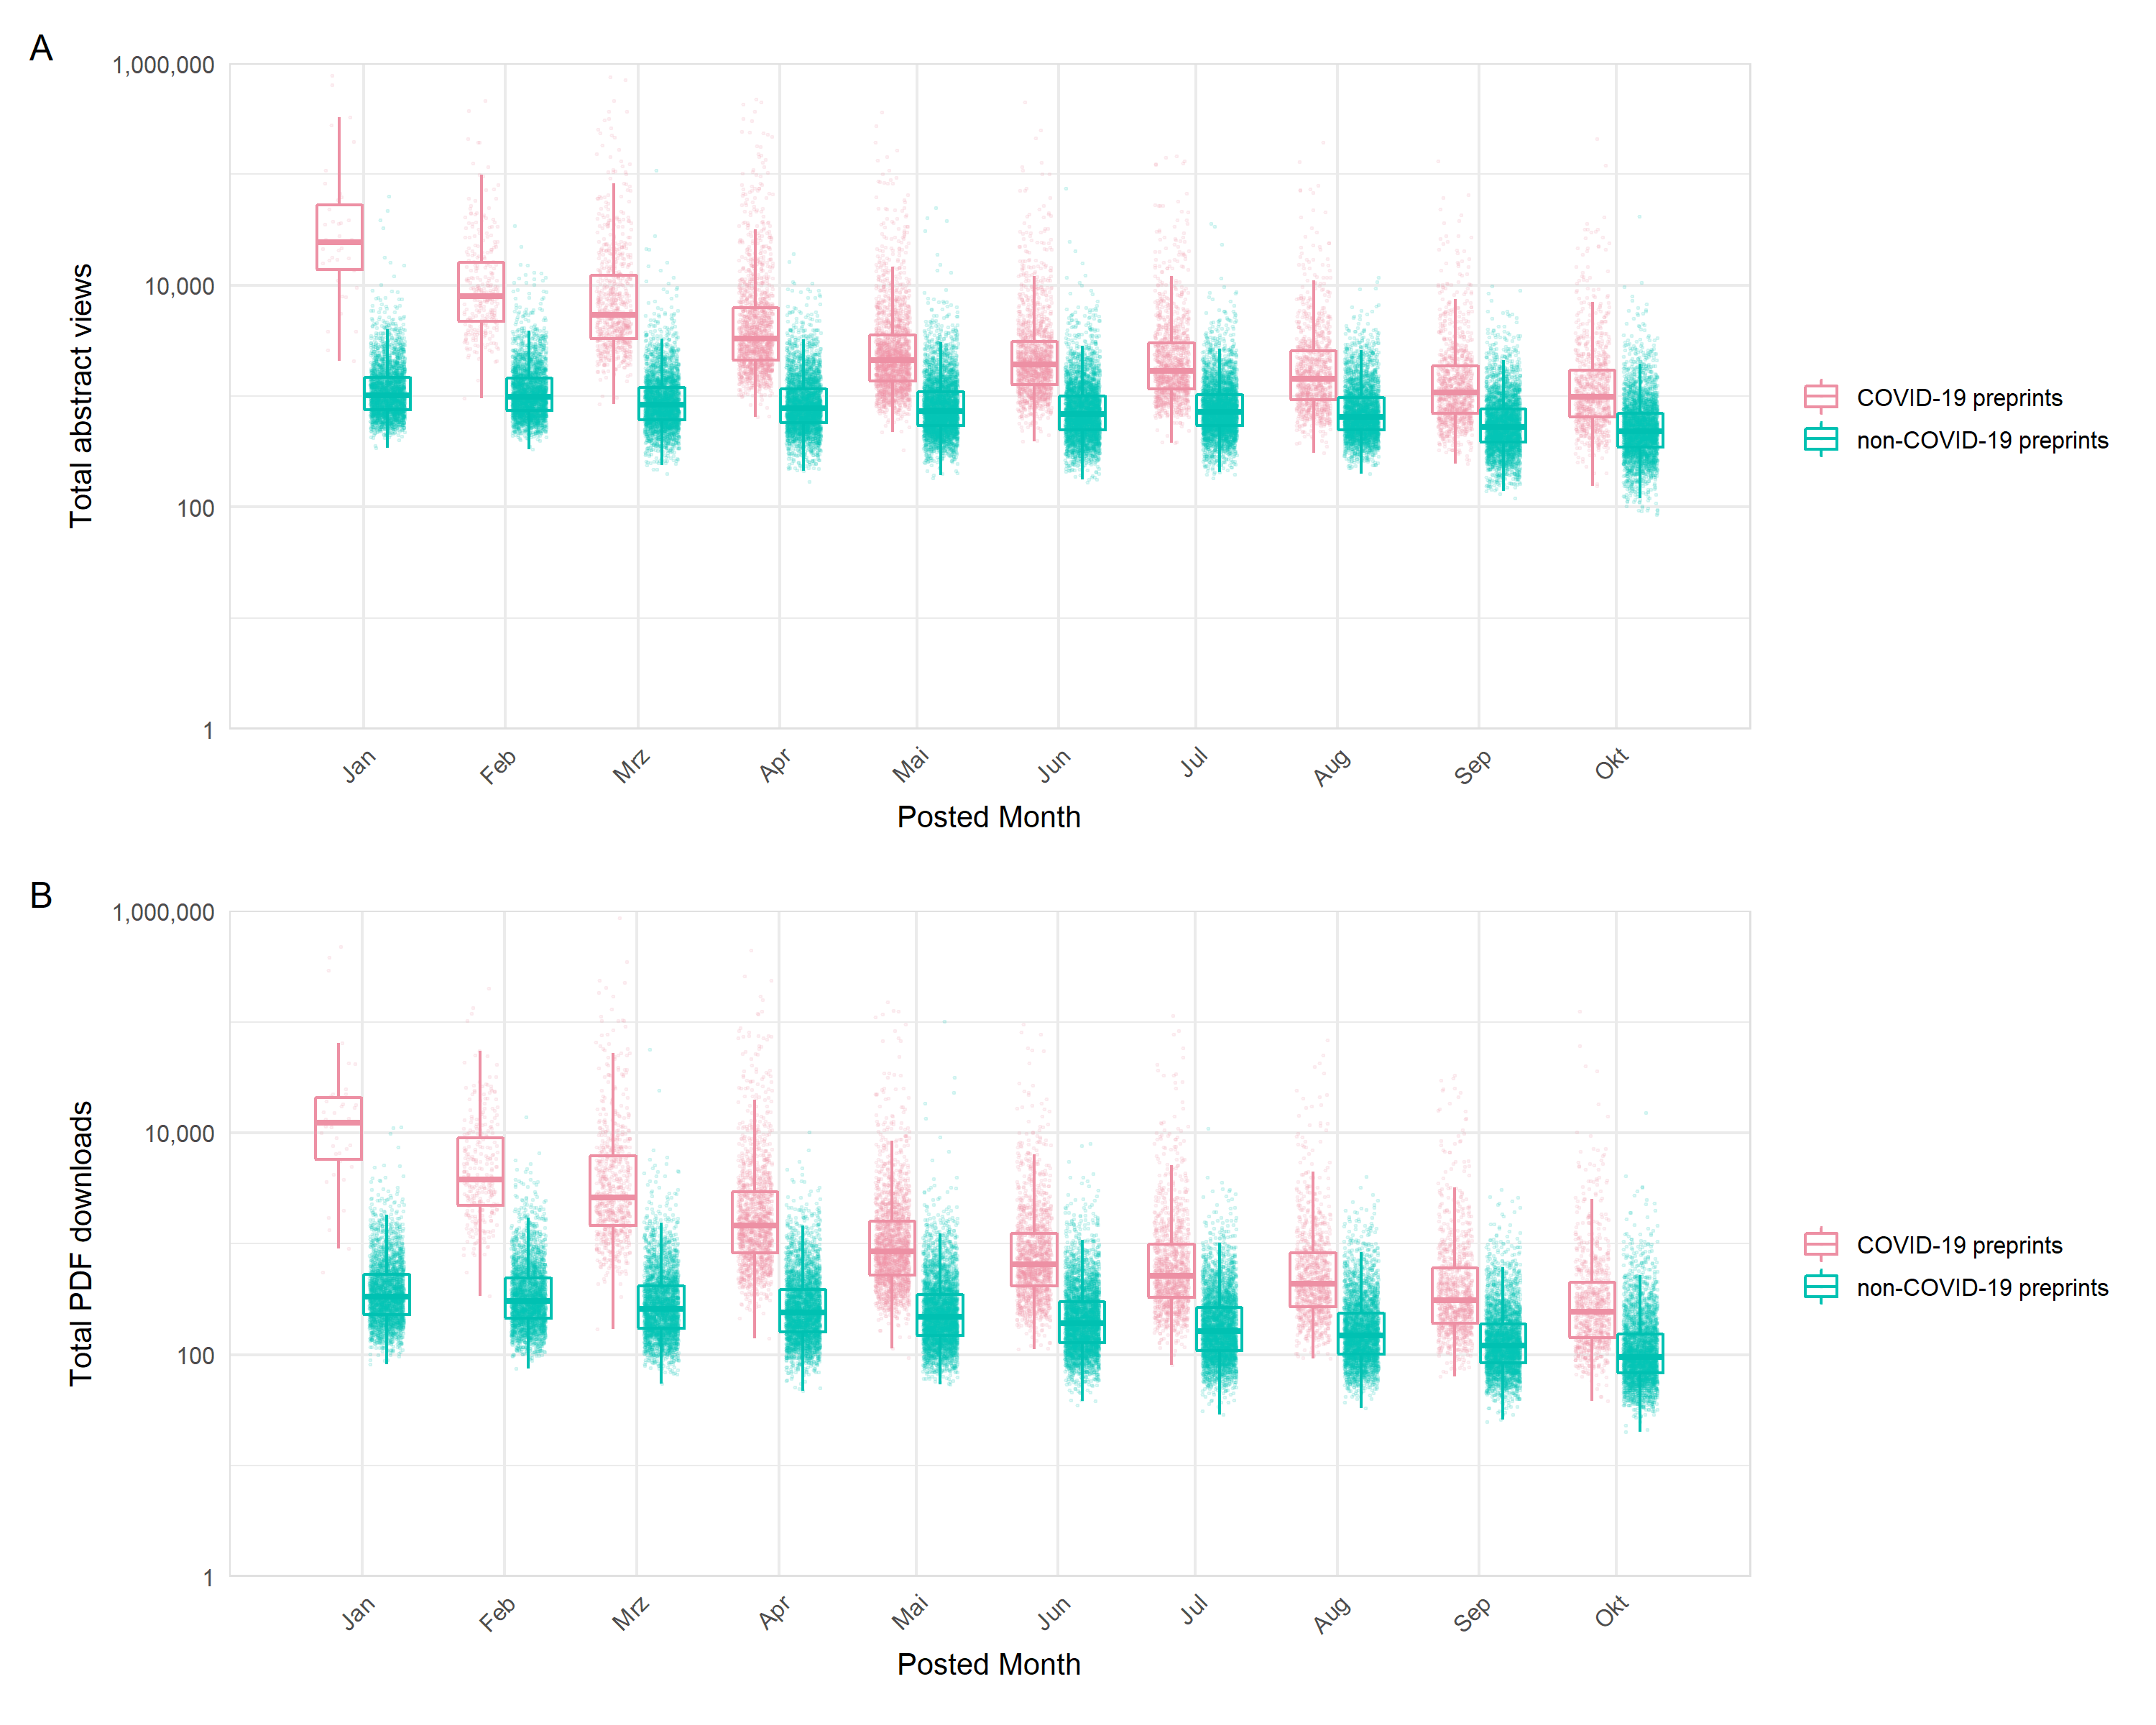 A
1,000,000
10,000
100
1
Total abstract views
Jan
Feb
Mrz
Apr
Mai
Jun
Jul
Aug
Sep
Okt
Posted Month
COVID-19 preprints
non-COVID-19 preprints
B
1,000,000
10,000
100
1
Total PDF downloads
Jan
Feb
Mrz
Apr
Mai
Jun
Jul
Aug
Sep
Okt
Posted Month
COVID-19 preprints
non-COVID-19 preprints